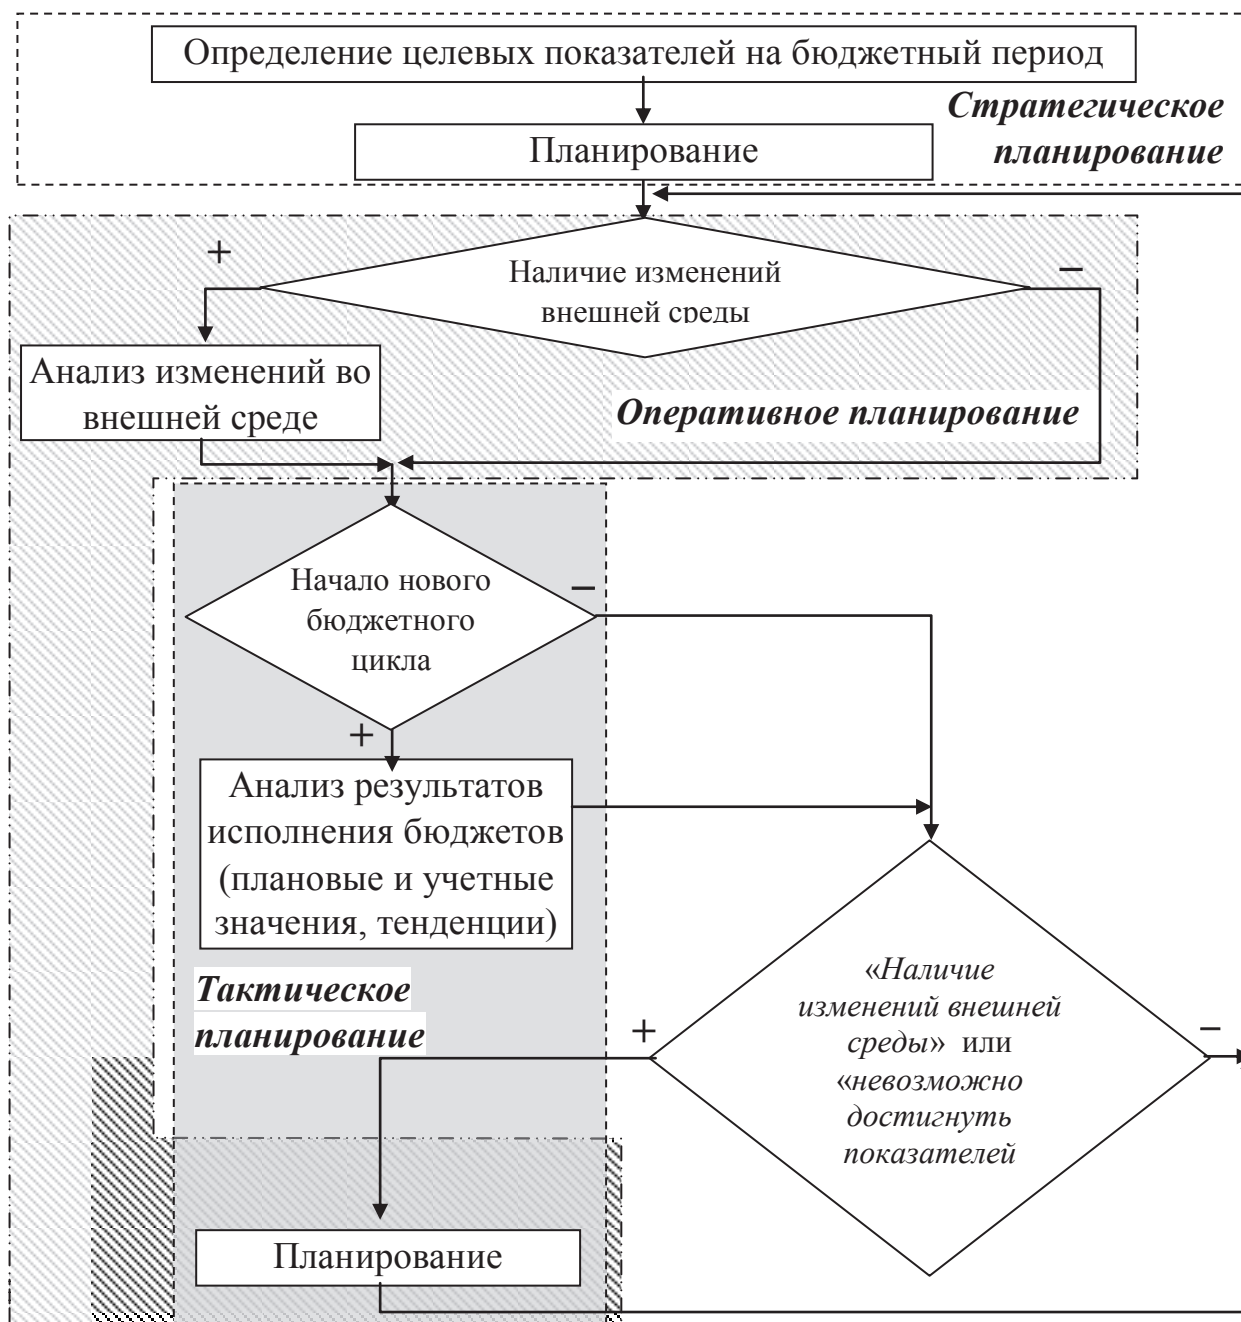 Определение целевых показателей на бюджетный период
Стратегическое
планирование
Планирование
+
Наличие изменений
внешней среды
–
Анализ изменений во
внешней среде
Оперативное планирование
Начало нового
бюджетного
цикла
–
+
Анализ результатов
исполнения бюджетов
(плановые и учетные
значения, тенденции)
Тактическое
планирование
+
«Наличие
изменений внешней
среды» или
«невозможно
достигнуть
показателей
–
Планирование